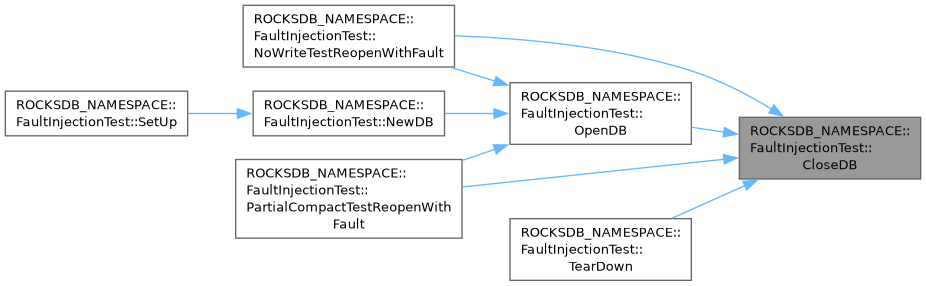 ROCKSDB_NAMESPACE::
FaultInjectionTest::
NoWriteTestReopenWithFault
ROCKSDB_NAMESPACE::
FaultInjectionTest::SetUp
ROCKSDB_NAMESPACE::
FaultInjectionTest::NewDB
ROCKSDB_NAMESPACE::
FaultInjectionTest::
OpenDB
ROCKSDB_NAMESPACE::
FaultInjectionTest::
CloseDB
ROCKSDB_NAMESPACE::
FaultInjectionTest::
PartialCompactTestReopenWith
Fault
ROCKSDB_NAMESPACE::
FaultInjectionTest::
TearDown